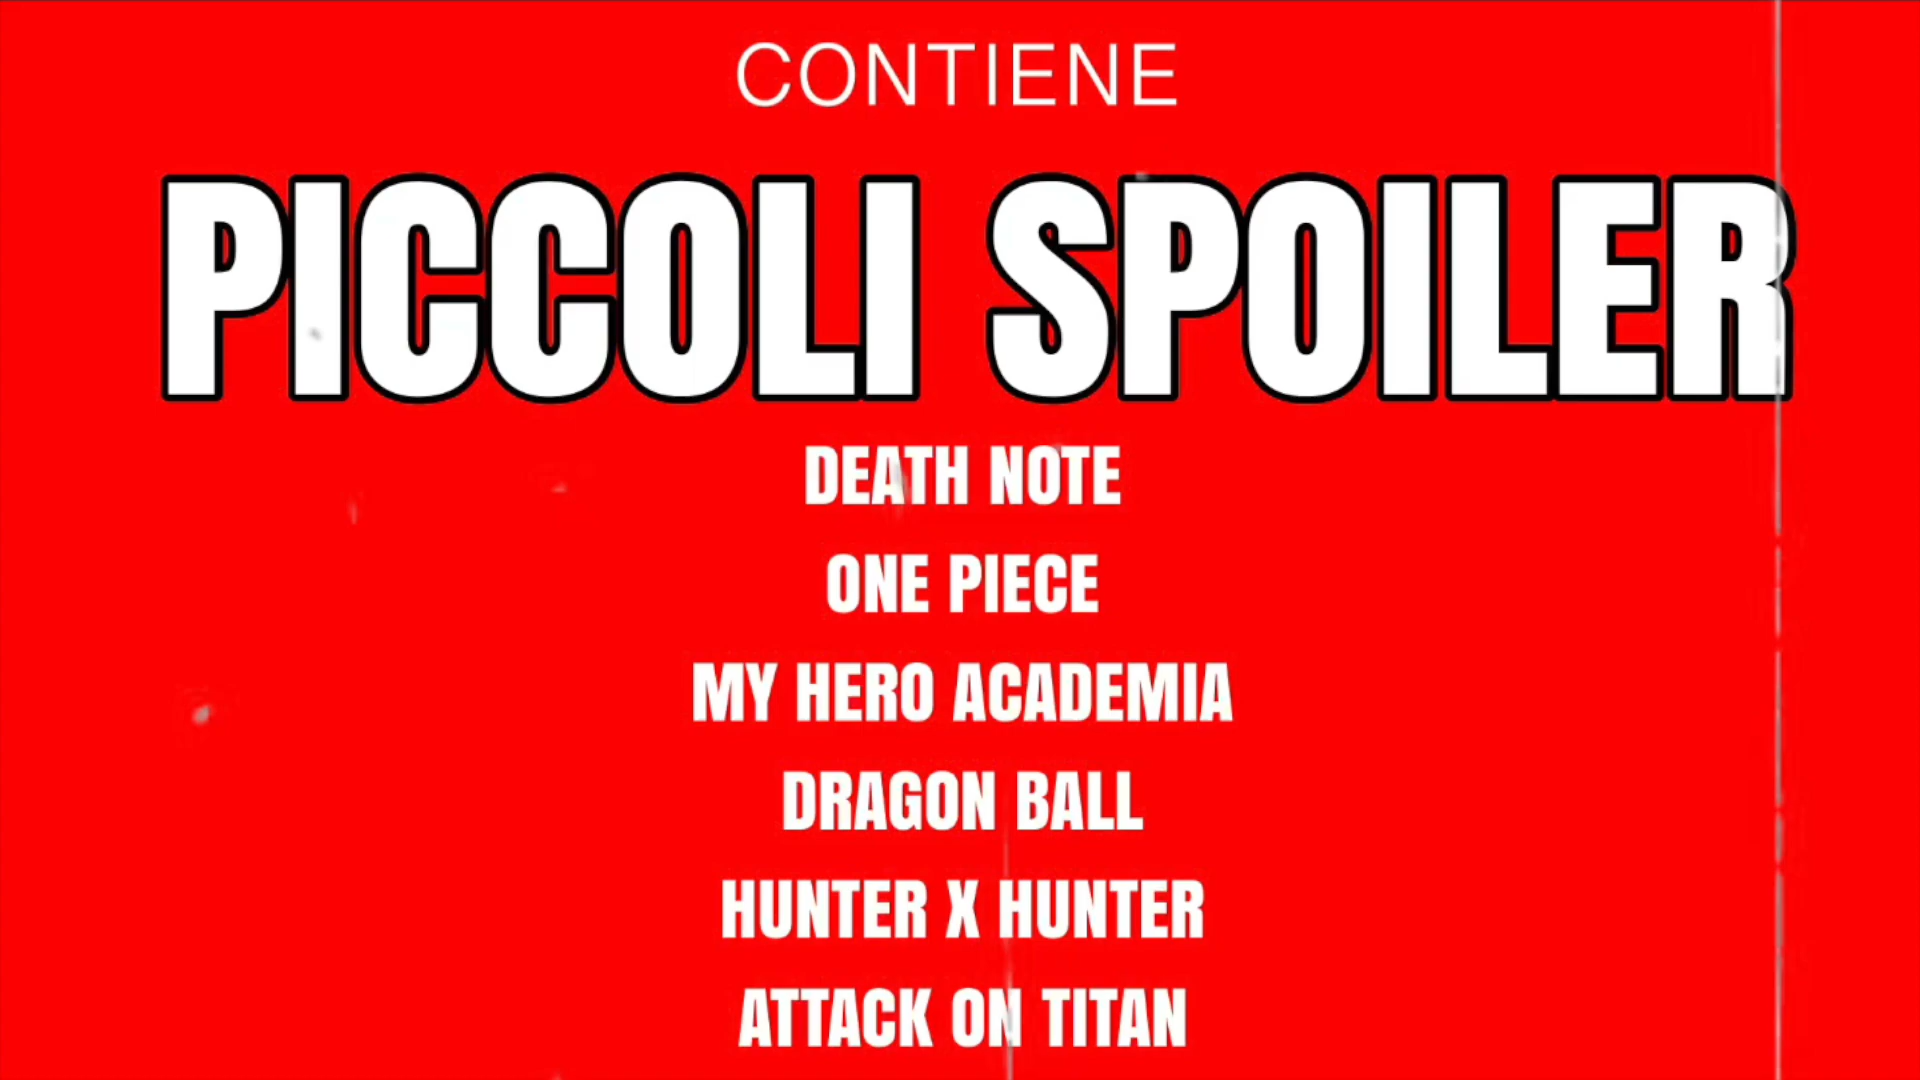 CONTIENE
PICCOLI SPOILER
DEATH NOTE
ONE PIECE
MY HERO ACADEMIA
DRAGON BALL
HUNTER X HUNTER
ATTACK ON TITAN